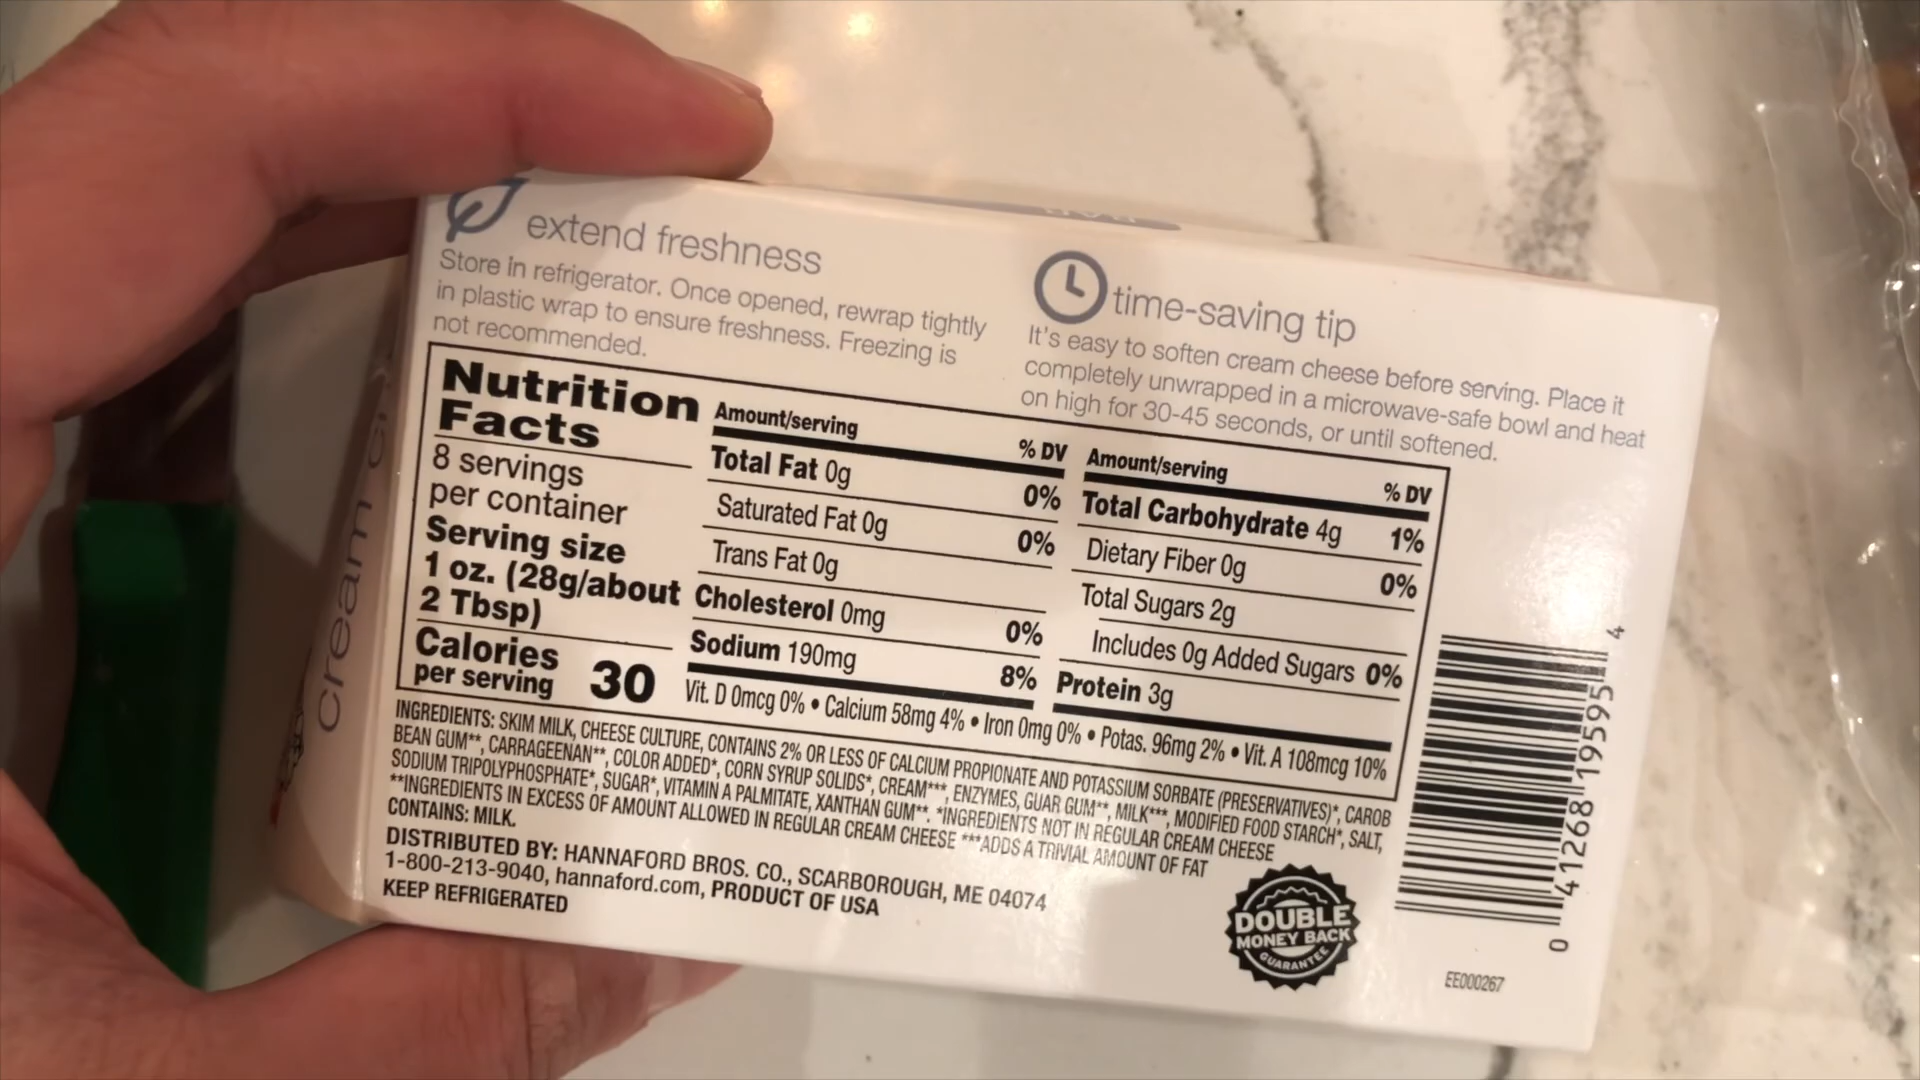 extend freshness
Store in refrigerator. Once opened, rewrap tightly
in plastic wrap to ensure freshness. Freezing is
not recommended.
time-saving tip
It's easy to soften cream cheese before serving. Place it
completely unwrapped in a microwave-safe bowl and heat
on high for 30-45 seconds, or until softened.
Nutrition
Facts
8 servings
per container
Serving size
1 oz. (28g/about
2 Tbsp)
Calories
per serving 30
Amount/serving % DV
Total Fat 0g 0%
Saturated Fat 0g 0%
Trans Fat 0g
Cholesterol 0mg 0%
Sodium 190mg 8%
Amount/serving % DV
Total Carbohydrate 4g 1%
Dietary Fiber 0g 0%
Total Sugars 2g
Includes 0g Added Sugars 0%
Protein 3g
Vit. D 0mcg 0% • Calcium 58mg 4% • Iron 0mg 0% • Potas. 96mg 2% • Vit. A 108mcg 10%
INGREDIENTS: SKIM MILK, CHEESE CULTURE, CONTAINS 2% OR LESS OF CALCIUM PROPIONATE AND POTASSIUM SORBATE (PRESERVATIVES)*, CAROB
BEAN GUM**, CARRAGEENAN**, COLOR ADDED*, CORN SYRUP SOLIDS*, CREAM***, ENZYMES, GUAR GUM**, MILK***, MODIFIED FOOD STARCH*, SALT,
SODIUM TRIPOLYPHOSPHATE*, SUGAR*, VITAMIN A PALMITATE, XANTHAN GUM**. *INGREDIENTS NOT IN REGULAR CREAM CHEESE
**INGREDIENTS IN EXCESS OF AMOUNT ALLOWED IN REGULAR CREAM CHEESE ***ADDS A TRIVIAL AMOUNT OF FAT
CONTAINS: MILK.
DISTRIBUTED BY: HANNAFORD BROS. CO., SCARBOROUGH, ME 04074
1-800-213-9040, hannaford.com, PRODUCT OF USA
KEEP REFRIGERATED
DOUBLE
MONEY BACK
GUARANTEE
0 41268 19595 4
EE000267
cream